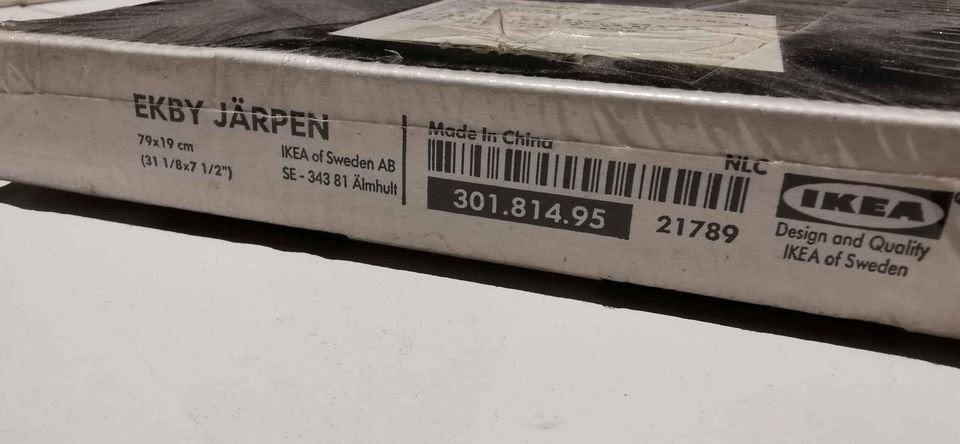 EKBY JÄRPEN
79x19 cm
(31 1/8x7 1/2")
IKEA of Sweden AB
SE - 343 81 Älmhult
Made In China
NLC
301.814.95
21789
IKEA
Design and Quality
IKEA of Sweden